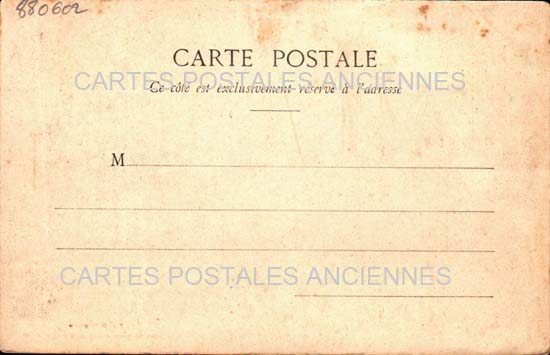 880602
CARTE POSTALE
CARTES POSTALES ANCIENNES
Ce côté est exclusivement réservé à l'adresse
M
CARTES POSTALES ANCIENNES